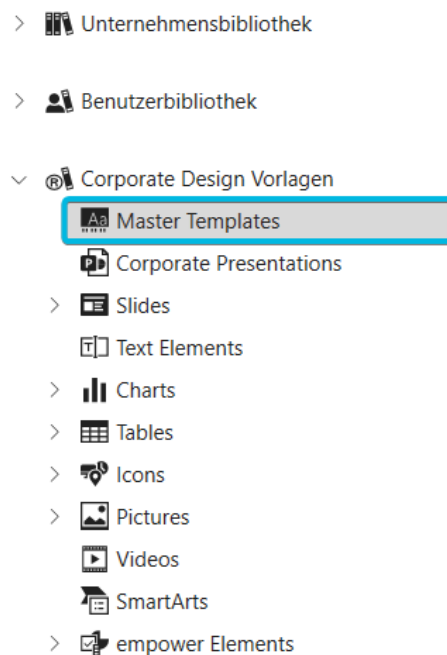 Unternehmensbibliothek
Benutzerbibliothek
Corporate Design Vorlagen
Master Templates
Corporate Presentations
Slides
Text Elements
Charts
Tables
Icons
Pictures
Videos
SmartArts
empower Elements